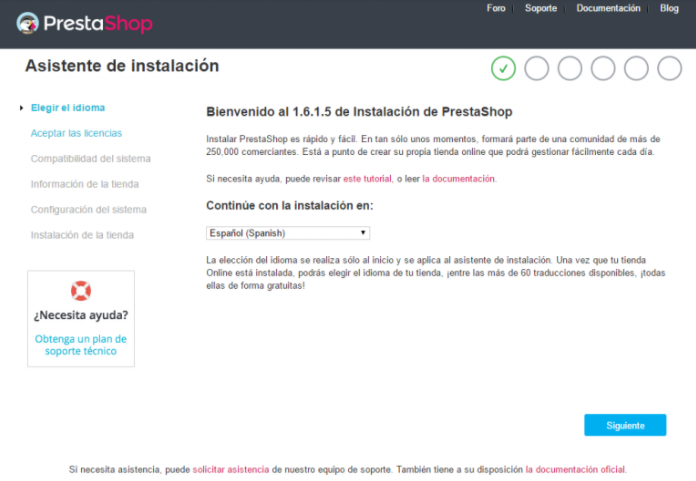 Foro Soporte Documentación Blog
PrestaShop
Asistente de instalación
Elegir el idioma
Aceptar las licencias
Compatibilidad del sistema
Información de la tienda
Configuración del sistema
Instalación de la tienda
¿Necesita ayuda?
Obtenga un plan de
soporte técnico
Bienvenido al 1.6.1.5 de Instalación de PrestaShop
Instalar PrestaShop es rápido y fácil. En tan sólo unos momentos, formará parte de una comunidad de más de
250,000 comerciantes. Está a punto de crear su propia tienda online que podrá gestionar fácilmente cada día.
Si necesita ayuda, puede revisar este tutorial, o leer la documentación.
Continúe con la instalación en:
Español (Spanish)
La elección del idioma se realiza sólo al inicio y se aplica al asistente de instalación. Una vez que tu tienda
Online está instalada, podrás elegir el idioma de tu tienda, ¡entre las más de 60 traducciones disponibles, ¡todas
ellas de forma gratuitas!
Siguiente
Si necesita asistencia, puede solicitar asistencia de nuestro equipo de soporte. También tiene a su disposición la documentación oficial.